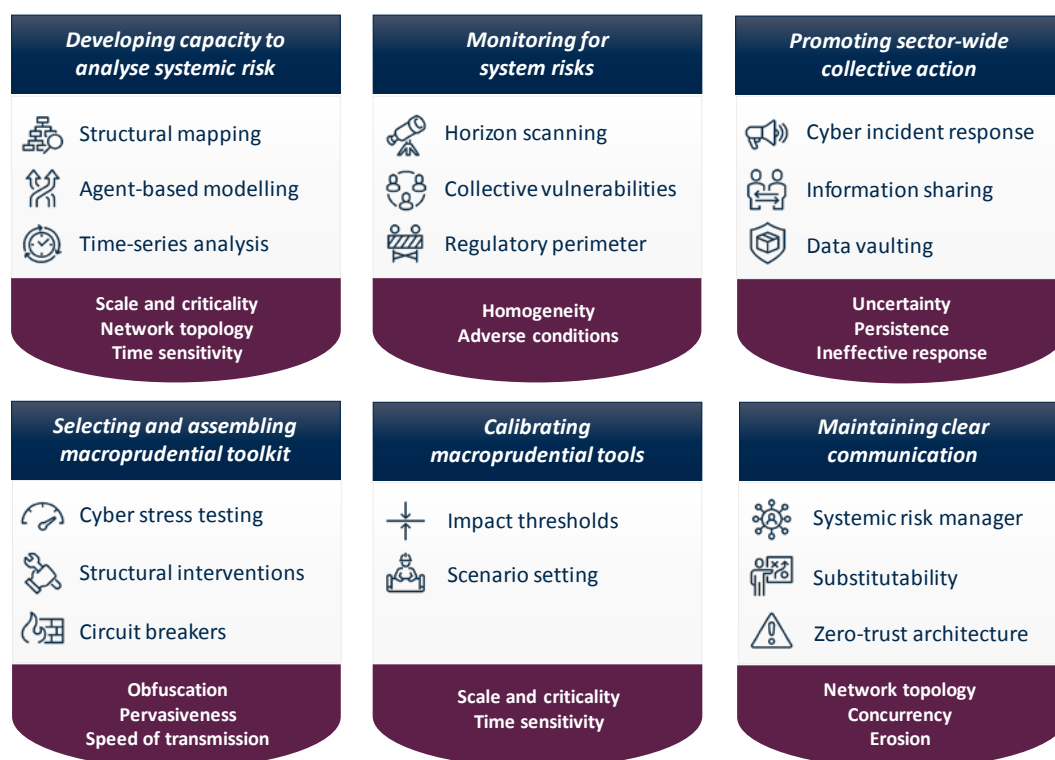 Developing capacity to
analyse systemic risk
Structural mapping
Agent-based modelling
Time-series analysis
Scale and criticality
Network topology
Time sensitivity
Monitoring for
system risks
Horizon scanning
Collective vulnerabilities
Regulatory perimeter
Homogeneity
Adverse conditions
Promoting sector-wide
collective action
Cyber incident response
Information sharing
Data vaulting
Uncertainty
Persistence
Ineffective response
Selecting and assembling
macroprudential toolkit
Cyber stress testing
Structural interventions
Circuit breakers
Obfuscation
Pervasiveness
Speed of transmission
Calibrating
macroprudential tools
Impact thresholds
Scenario setting
Scale and criticality
Time sensitivity
Maintaining clear
communication
Systemic risk manager
Substitutability
Zero-trust architecture
Network topology
Concurrency
Erosion